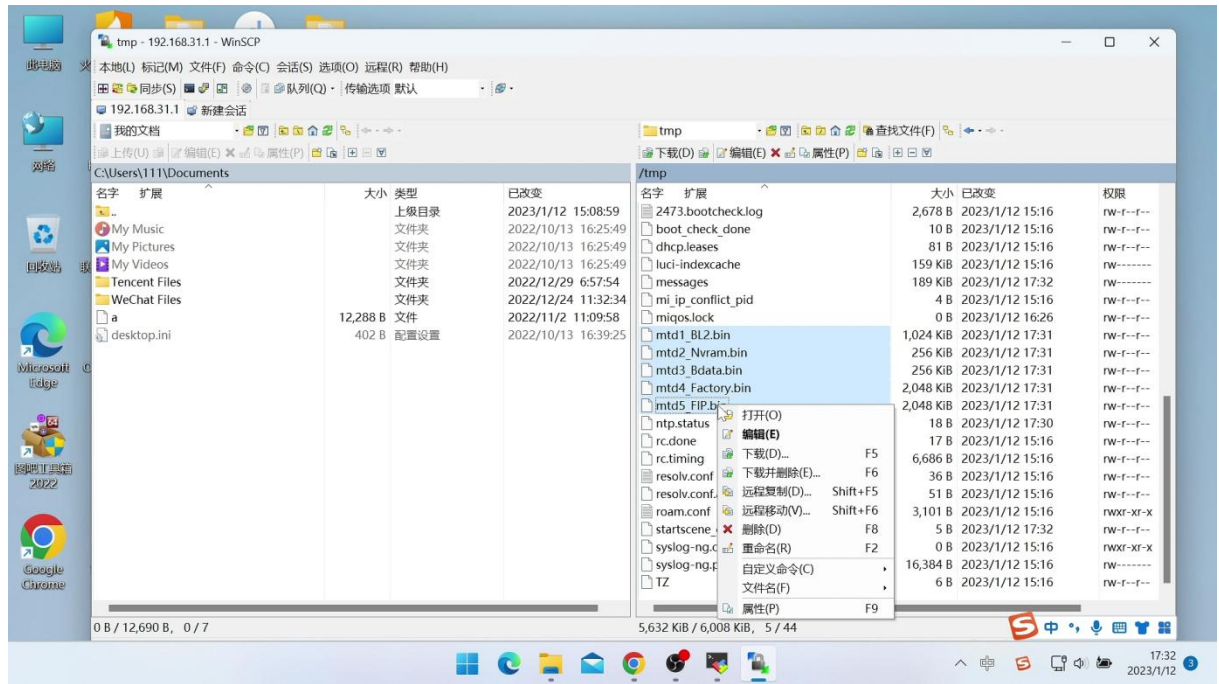 tmp - 192.168.31.1 - WinSCP
本地(L) 标记(M) 文件(F) 命令(C) 会话(S) 选项(O) 远程(R) 帮助(H)
同步(S) 队列(Q) 传输选项 默认
192.168.31.1 新建会话
我的文档
上传(U) 编辑(E) 属性(P)
C:\Users\111\Documents
名字 扩展 大小 类型 已改变
.. 上级目录 2023/1/12 15:08:59
My Music 文件夹 2022/10/13 16:25:49
My Pictures 文件夹 2022/10/13 16:25:49
My Videos 文件夹 2022/10/13 16:25:49
Tencent Files 文件夹 2022/12/29 6:57:54
WeChat Files 文件夹 2022/12/24 11:32:34
a 12,288 B 文件 2022/11/2 11:09:58
desktop.ini 402 B 配置设置 2022/10/13 16:39:25
0 B / 12,690 B, 0 / 7
tmp 查找文件(F)
下载(D) 编辑(E) 属性(P)
/tmp
名字 扩展 大小 已改变 权限
2473.bootcheck.log 2,678 B 2023/1/12 15:16 rw-r--r--
boot_check_done 10 B 2023/1/12 15:16 rw-r--r--
dhcp.leases 81 B 2023/1/12 15:16 rw-r--r--
luci-indexcache 159 KiB 2023/1/12 15:16 rw-------
messages 189 KiB 2023/1/12 17:32 rw-------
mi_ip_conflict_pid 4 B 2023/1/12 15:16 rw-r--r--
miqos.lock 0 B 2023/1/12 16:26 rw-r--r--
mtd1_BL2.bin 1,024 KiB 2023/1/12 17:31 rw-r--r--
mtd2_Nvram.bin 256 KiB 2023/1/12 17:31 rw-r--r--
mtd3_Bdata.bin 256 KiB 2023/1/12 17:31 rw-r--r--
mtd4_Factory.bin 2,048 KiB 2023/1/12 17:31 rw-r--r--
mtd5_FIP.bin 2,048 KiB 2023/1/12 17:31 rw-r--r--
ntp.status 18 B 2023/1/12 17:30 rw-r--r--
rc.done 17 B 2023/1/12 15:16 rw-r--r--
rc.timing 6,686 B 2023/1/12 15:16 rw-r--r--
resolv.conf 36 B 2023/1/12 15:16 rw-r--r--
resolv.conf. 51 B 2023/1/12 15:16 rw-r--r--
roam.conf 3,101 B 2023/1/12 15:16 rwxr-xr-x
startscene_ 5 B 2023/1/12 17:32 rw-r--r--
syslog-ng.c 0 B 2023/1/12 15:16 rwxr-xr-x
syslog-ng.p 16,384 B 2023/1/12 15:16 rw-------
TZ 6 B 2023/1/12 15:16 rw-r--r--
5,632 KiB / 6,008 KiB, 5 / 44
打开(O)
编辑(E)
下载(D)... F5
下载并删除(E)... F6
远程复制(D)... Shift+F5
远程移动(V)... Shift+F6
删除(D) F8
重命名(R) F2
自定义命令(C)
文件名(F)
属性(P) F9
此电脑
网络
回收站
Microsoft Edge
图吧工具箱
2022
Google Chrome
中
中
17:32
2023/1/12
3